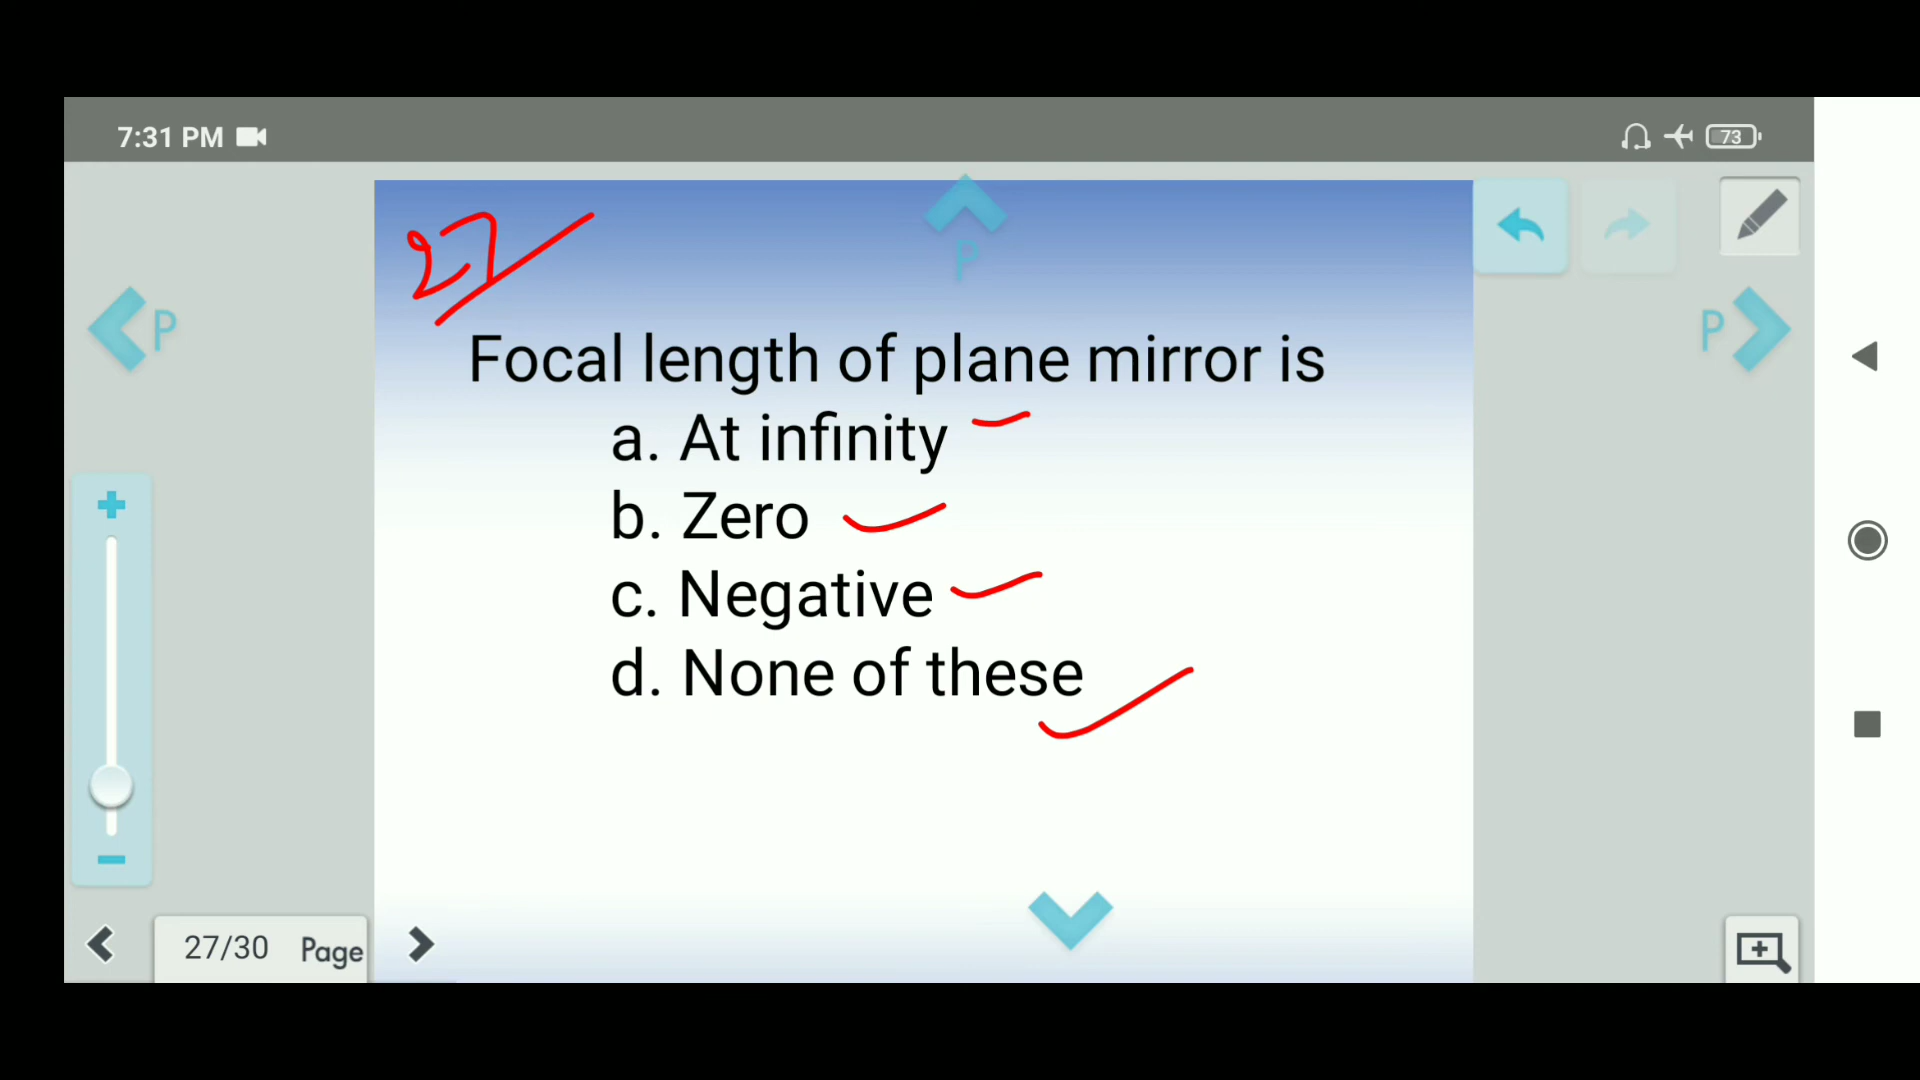 7:31 PM
73
27
P
P
P
Focal length of plane mirror is
a. At infinity
b. Zero
c. Negative
d. None of these
27/30 Page